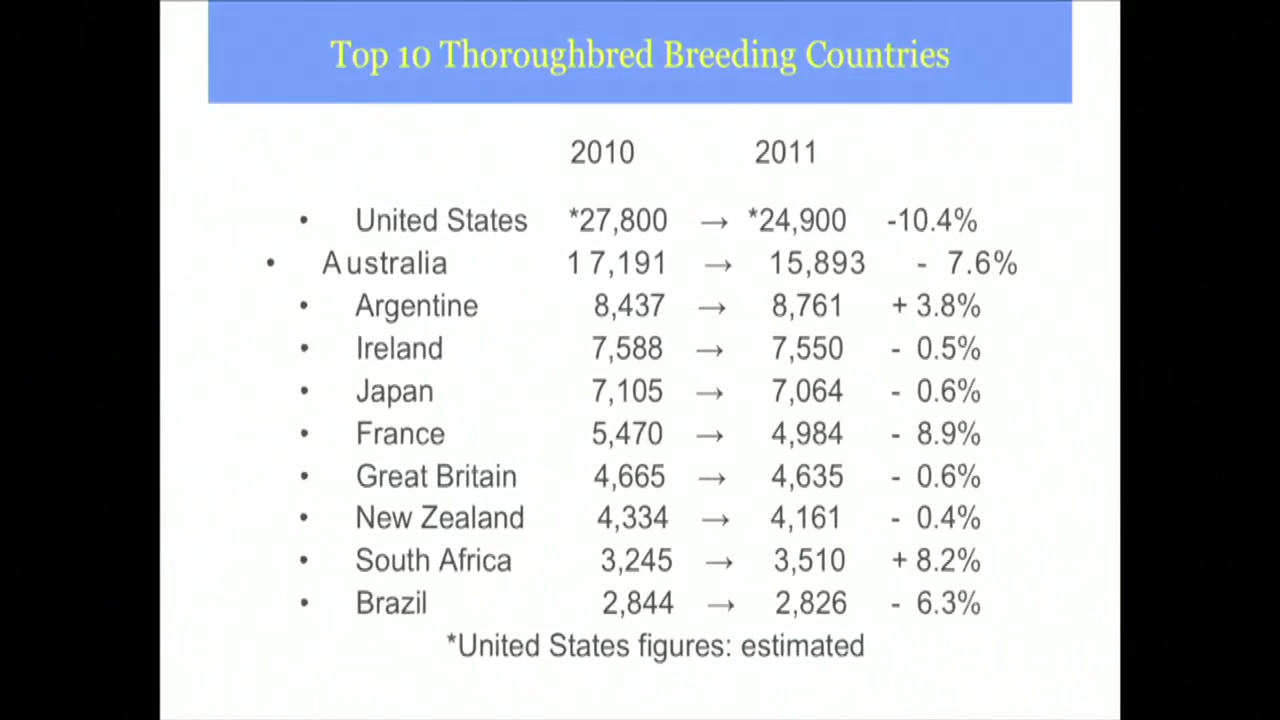 Top 10 Thoroughbred Breeding Countries
2010 2011
• United States *27,800 → *24,900 -10.4%
• Australia 17,191 → 15,893 - 7.6%
• Argentine 8,437 → 8,761 + 3.8%
• Ireland 7,588 → 7,550 - 0.5%
• Japan 7,105 → 7,064 - 0.6%
• France 5,470 → 4,984 - 8.9%
• Great Britain 4,665 → 4,635 - 0.6%
• New Zealand 4,334 → 4,161 - 0.4%
• South Africa 3,245 → 3,510 + 8.2%
• Brazil 2,844 → 2,826 - 6.3%
*United States figures: estimated